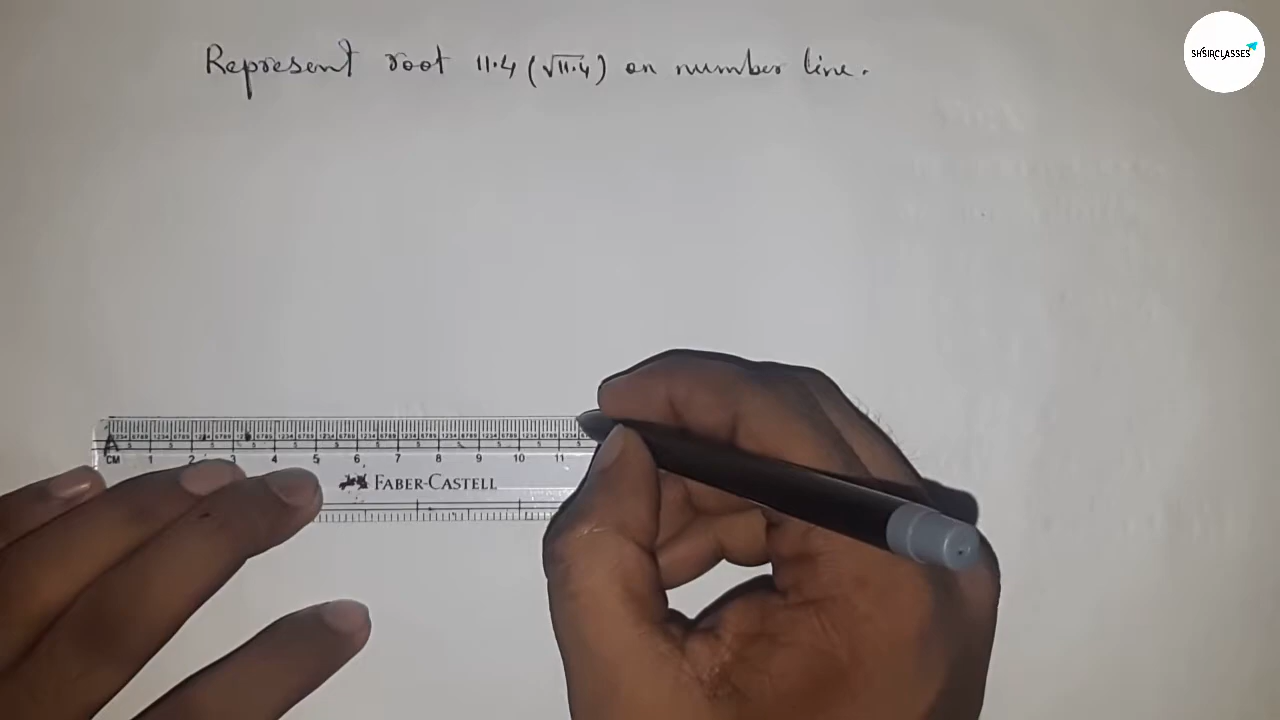 Represent root 11.4 (√11.4) on number line.
SHSIRCLASSES
A
CM 1 2 3 4 5 6 7 8 9 10 11
FABER-CASTELL